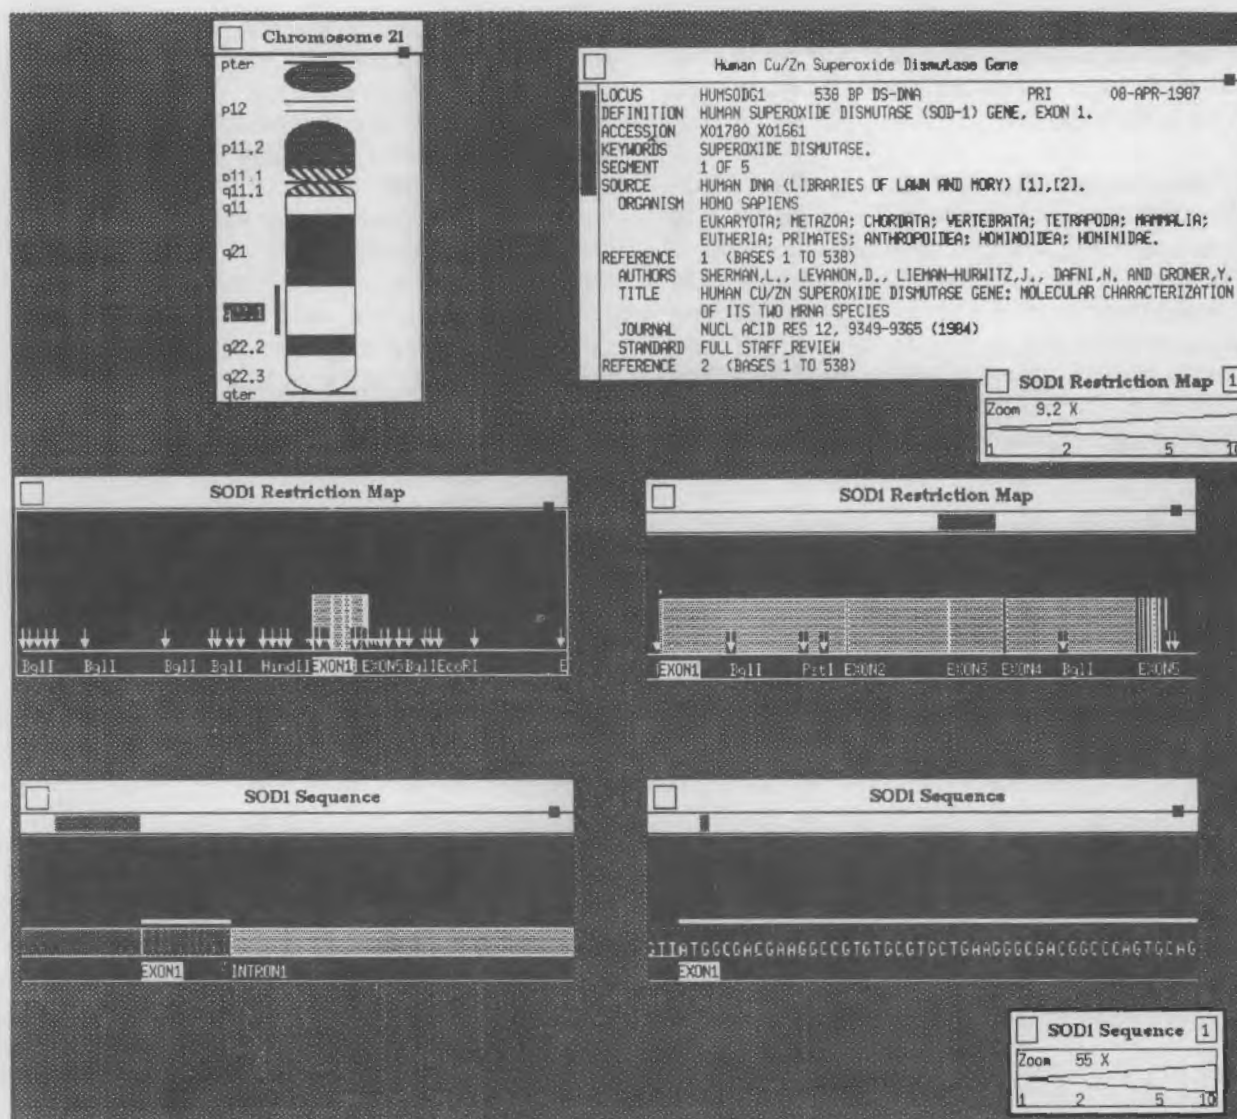 Chromosome 21
pter
p12
p11.2
p11.1
q11.1
q11
q21
q22.2
q22.3
qter
Human Cu/Zn Superoxide Dismutase Gene
LOCUS HUMSODG1 538 BP DS-DNA PRI 08-APR-1987
DEFINITION HUMAN SUPEROXIDE DISMUTASE (SOD-1) GENE, EXON 1.
ACCESSION X01780 X01661
KEYWORDS SUPEROXIDE DISMUTASE.
SEGMENT 1 OF 5
SOURCE HUMAN DNA (LIBRARIES OF LAWN AND MORY) [1],[2].
ORGANISM HOMO SAPIENS
EUKARYOTA; METAZOA; CHORDATA; VERTEBRATA; TETRAPODA; MAMMALIA;
EUTHERIA; PRIMATES; ANTHROPOIDEA; HOMINOIDEA; HOMINIDAE.
REFERENCE 1 (BASES 1 TO 538)
AUTHORS SHERMAN,L., LEVANON,D., LIEMAN-HURWITZ,J., DAFNI,N. AND GRONER,Y.
TITLE HUMAN CU/ZN SUPEROXIDE DISMUTASE GENE: MOLECULAR CHARACTERIZATION
OF ITS TWO MRNA SPECIES
JOURNAL NUCL ACID RES 12, 9349-9365 (1984)
STANDARD FULL STAFF_REVIEW
REFERENCE 2 (BASES 1 TO 538)
SOD1 Restriction Map 1
Zoom 9.2 X
1 2 5 10
SOD1 Restriction Map
BglI BglI BglI BglI HindII EXON1 EXON5 BglI EcoRI E
SOD1 Restriction Map
EXON1 BglI PstI EXON2 EXON3 EXON4 BglI EXON5
SOD1 Sequence
EXON1 INTRON1
SOD1 Sequence
GTTATGGCGACGAAGGCCGTGTGCGTGCTGAAGGGCGACGGCCCAGTGCAG
EXON1
SOD1 Sequence 1
Zoom 55 X
1 2 5 10